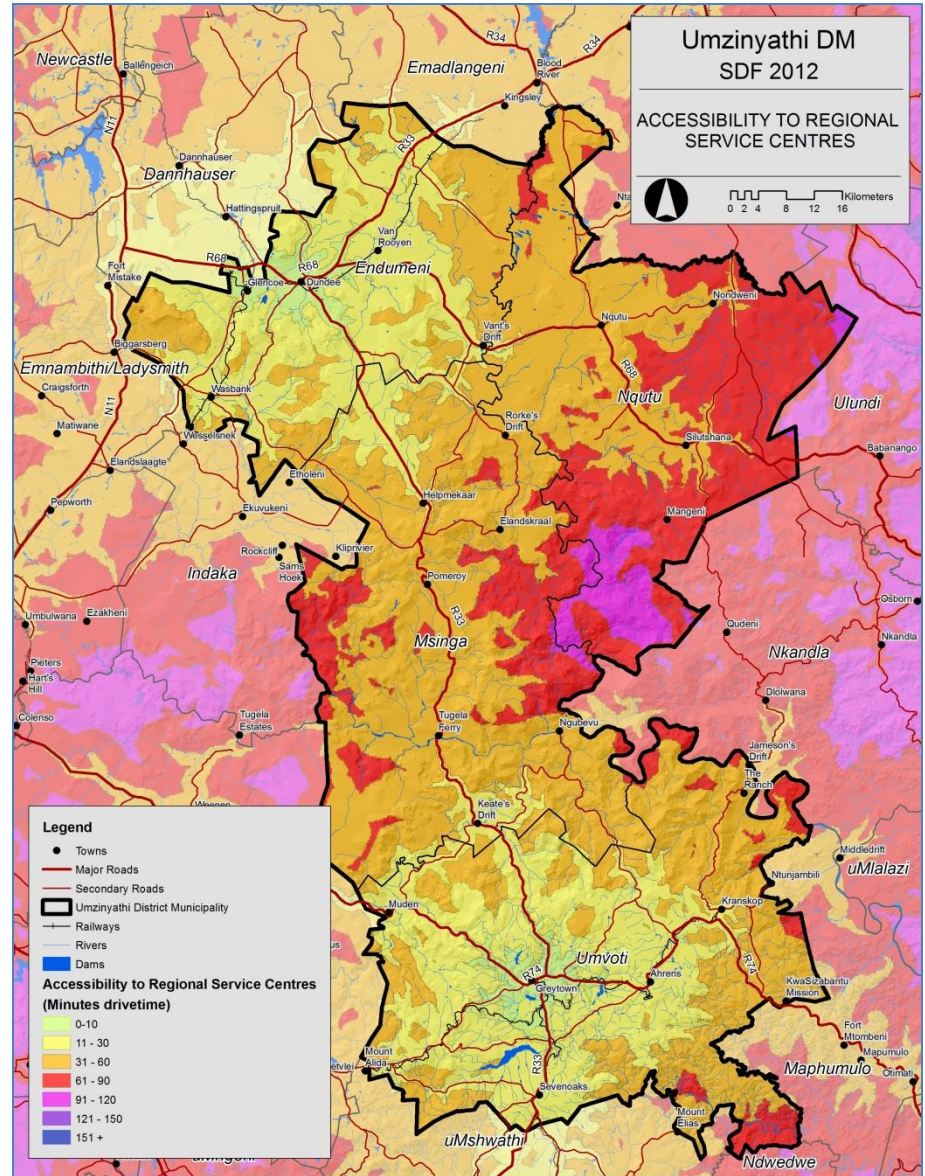 Umzinyathi DM
SDF 2012
ACCESSIBILITY TO REGIONAL
SERVICE CENTRES
Kilometers
0 2 4 8 12 16
Newcastle
Ballengeich
N11
R34
R34
Emadlangeni
Blood
River
Kingsley
R33
Dannhauser
Dannhauser
Hattingspruit
Van
Rooyen
Endumeni
R68
R68
Glencoe
Dundee
Fort
Mistake
Nondweni
Nqutu
Vant's
Drift
Biggarsberg
Emnambithi/Ladysmith
Craigsforth
N11
Wasbank
R68
Nqutu
Ulundi
Matiwane
Wesselsnek
Rorke's
Drift
Silutshana
Babanango
Elandslaagte
Etholeni
Pepworth
Ekuvukeni
Helpmekaar
Elandskraal
Mangeni
Rockcliff
Sams
Hoek
Kliprivier
Indaka
Pomeroy
Osborn
Umbulwana
Ezakheni
R33
Msinga
Qudeni
Nkandla
Nkandla
Pieters
Hart's
Hill
Dlolwana
Colenso
Tugela
Estates
Tugela
Ferry
Ngubevu
Jameson's
Drift
The
Ranch
Keate's
Drift
Middledrift
uMlalazi
Ntunjambili
Muden
Kranskop
Umvoti
R74
R74
Greytown
Ahrens
KwaSizabantu
Mission
Fort
Mtombeni
Mapumulo
Maphumulo
Otimati
Mount
Alida
R33
Sevenoaks
Mount
Elias
uMshwathi
Ndwedwe
Legend
Towns
Major Roads
Secondary Roads
Umzinyathi District Municipality
Railways
Rivers
Dams
Accessibility to Regional Service Centres
(Minutes drivetime)
0-10
11 - 30
31 - 60
61 - 90
91 - 120
121 - 150
151 +